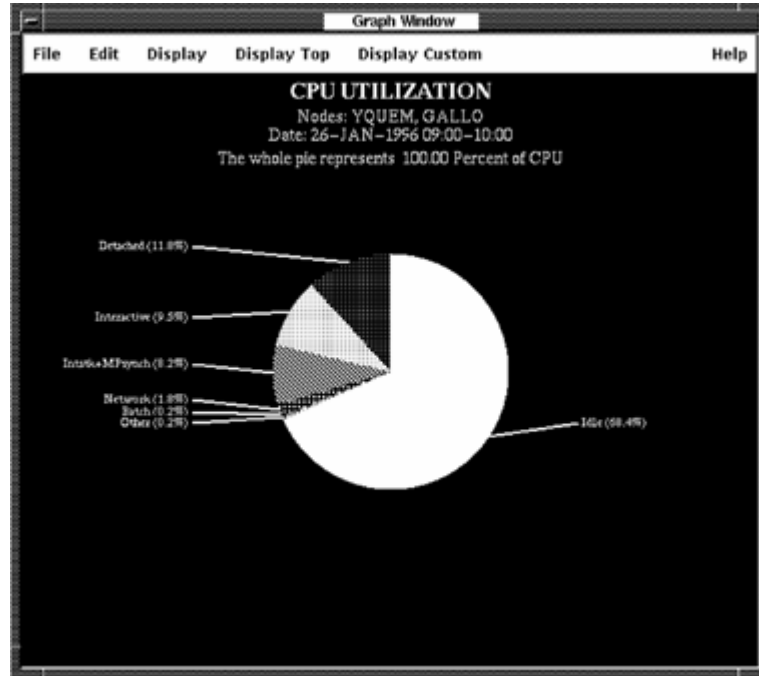 Graph Window
File Edit Display Display Top Display Custom Help
CPU UTILIZATION
Nodes: YQUEM, GALLO
Date: 26-JAN-1996 09:00-10:00
The whole pie represents 100.00 Percent of CPU
Detached (11.8%)
Interactive (9.5%)
(8.2%)
Network (1.8%)
Batch (0.2%)
Other (0.2%)
Idle (68.4%)